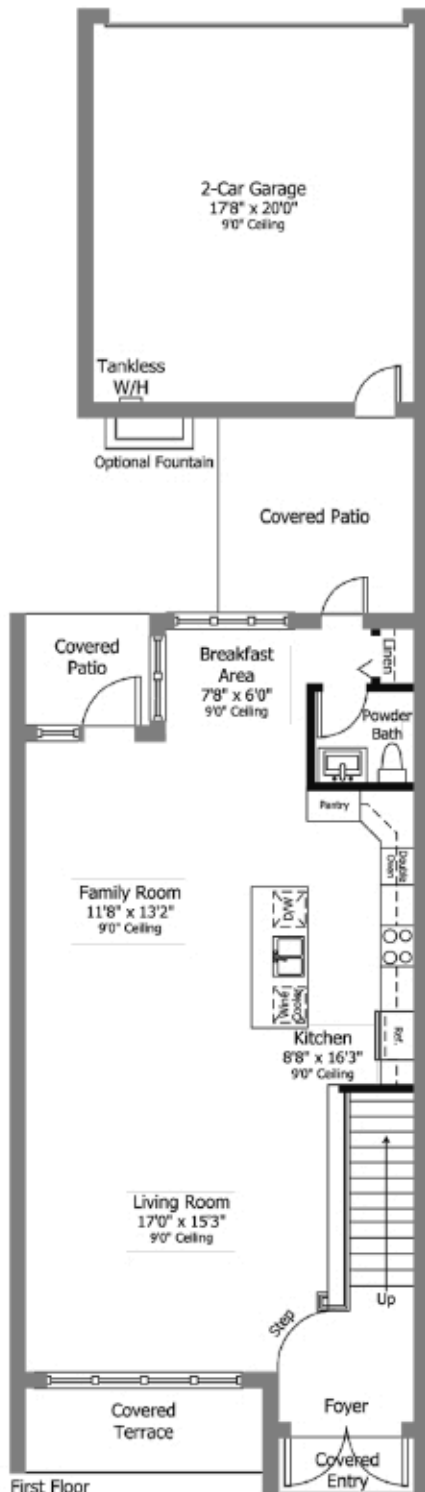 2-Car Garage
17'8" x 20'0"
9'0" Ceiling
Tankless
W/H
Optional Fountain
Covered Patio
Covered
Patio
Breakfast
Area
7'8" x 6'0"
9'0" Ceiling
Linen
Powder
Bath
Pantry
Double
Oven
Family Room
11'8" x 13'2"
9'0" Ceiling
D/W
Wine
Cooler
Ref.
Kitchen
8'8" x 16'3"
9'0" Ceiling
Living Room
17'0" x 15'3"
9'0" Ceiling
Up
Step
Foyer
Covered
Terrace
Covered
Entry
First Floor